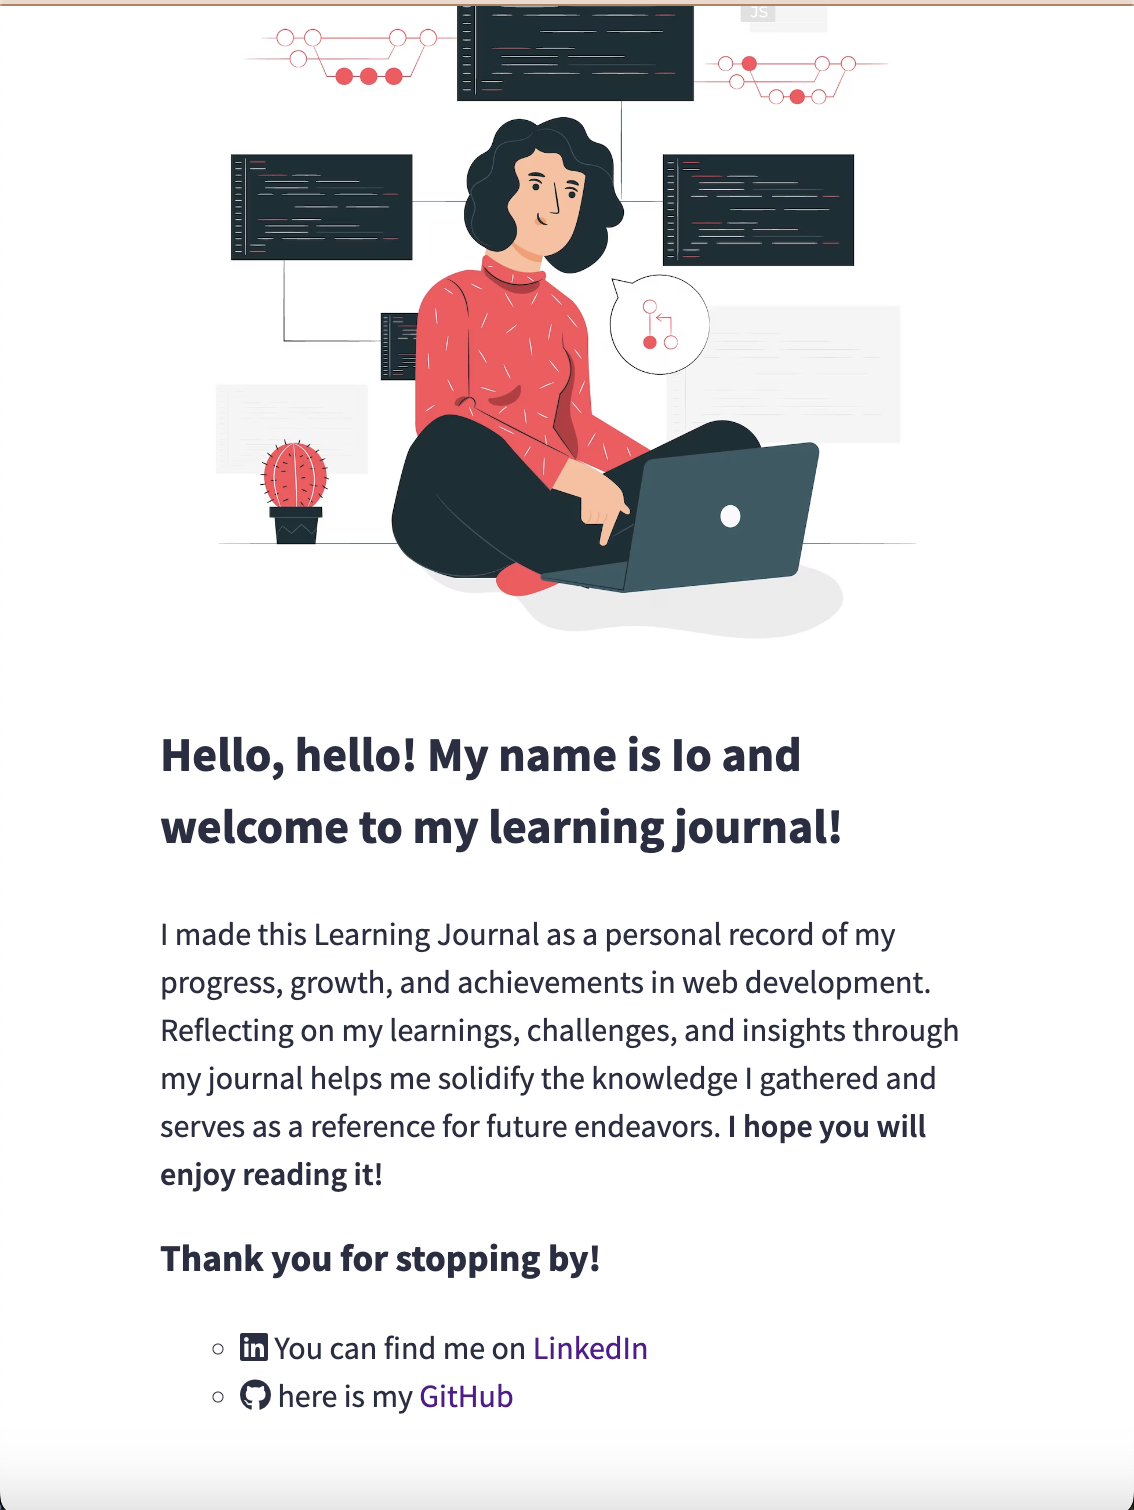 JS
Hello, hello! My name is Io and
welcome to my learning journal!
I made this Learning Journal as a personal record of my
progress, growth, and achievements in web development.
Reflecting on my learnings, challenges, and insights through
my journal helps me solidify the knowledge I gathered and
serves as a reference for future endeavors. I hope you will
enjoy reading it!
Thank you for stopping by!
in You can find me on LinkedIn
here is my GitHub